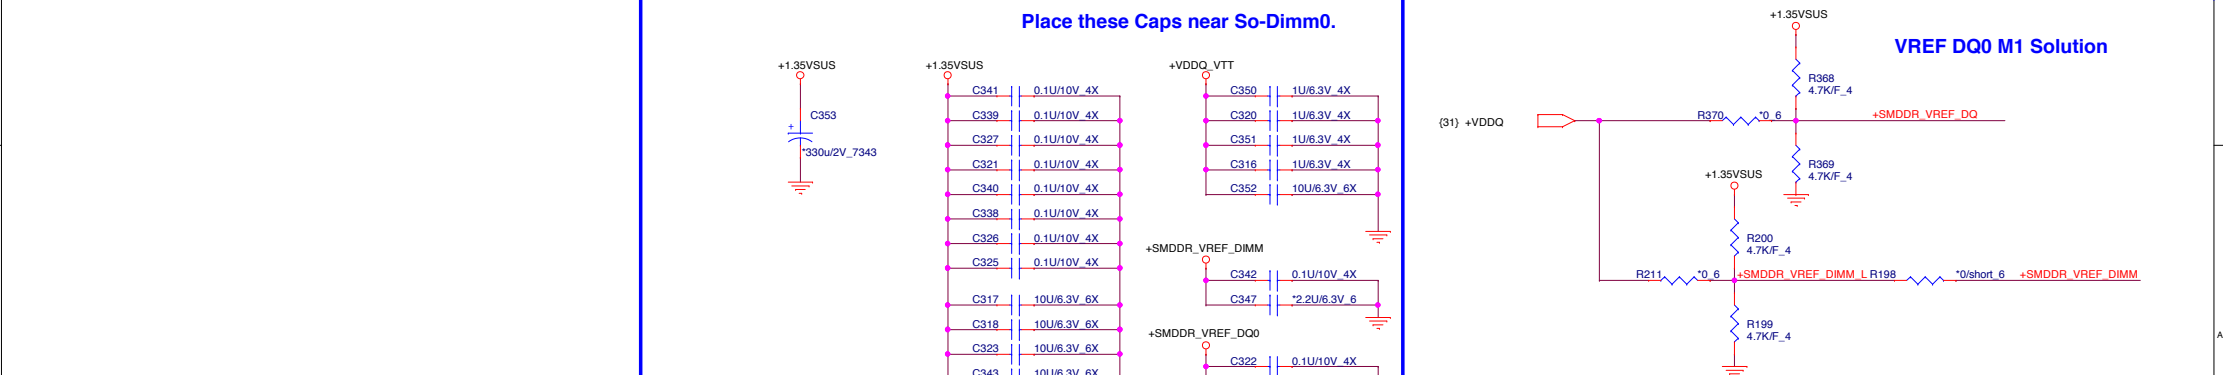 Place these Caps near So-Dimm0.
+1.35VSUS
C353
+
*330u/2V_7343
+1.35VSUS
C341 0.1U/10V_4X
C339 0.1U/10V_4X
C327 0.1U/10V_4X
C321 0.1U/10V_4X
C340 0.1U/10V_4X
C338 0.1U/10V_4X
C326 0.1U/10V_4X
C325 0.1U/10V_4X
C317 10U/6.3V_6X
C318 10U/6.3V_6X
C323 10U/6.3V_6X
C343 10U/6.3V_6X
+VDDQ_VTT
C350 1U/6.3V_4X
C320 1U/6.3V_4X
C351 1U/6.3V_4X
C316 1U/6.3V_4X
C352 10U/6.3V_6X
+SMDDR_VREF_DIMM
C342 0.1U/10V_4X
C347 *2.2U/6.3V_6
+SMDDR_VREF_DQ0
C322 0.1U/10V_4X
VREF DQ0 M1 Solution
+1.35VSUS
R368
4.7K/F_4
{31} +VDDQ
R370 *0_6
+SMDDR_VREF_DQ
R369
4.7K/F_4
+1.35VSUS
R200
4.7K/F_4
R211 *0_6
+SMDDR_VREF_DIMM_L R198 *0/short_6 +SMDDR_VREF_DIMM
R199
4.7K/F_4
A